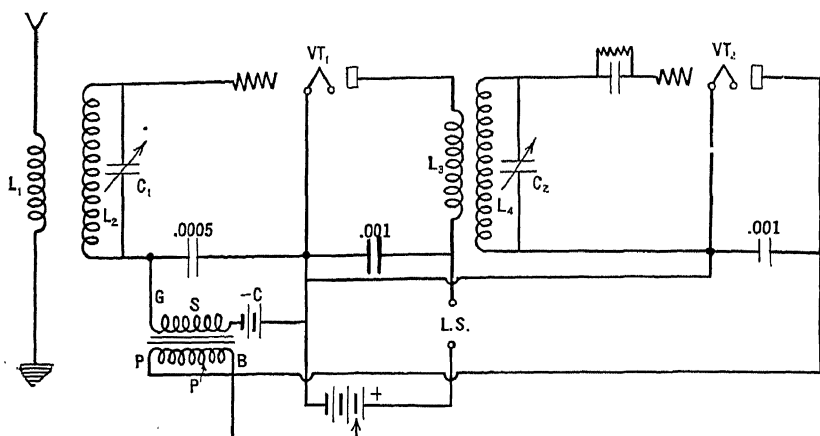 VT₁
VT₂
L₁
L₂
C₁
L₃
L₄
C₂
.0005
.001
.001
G
S
-C
L.S.
P
B
P
+